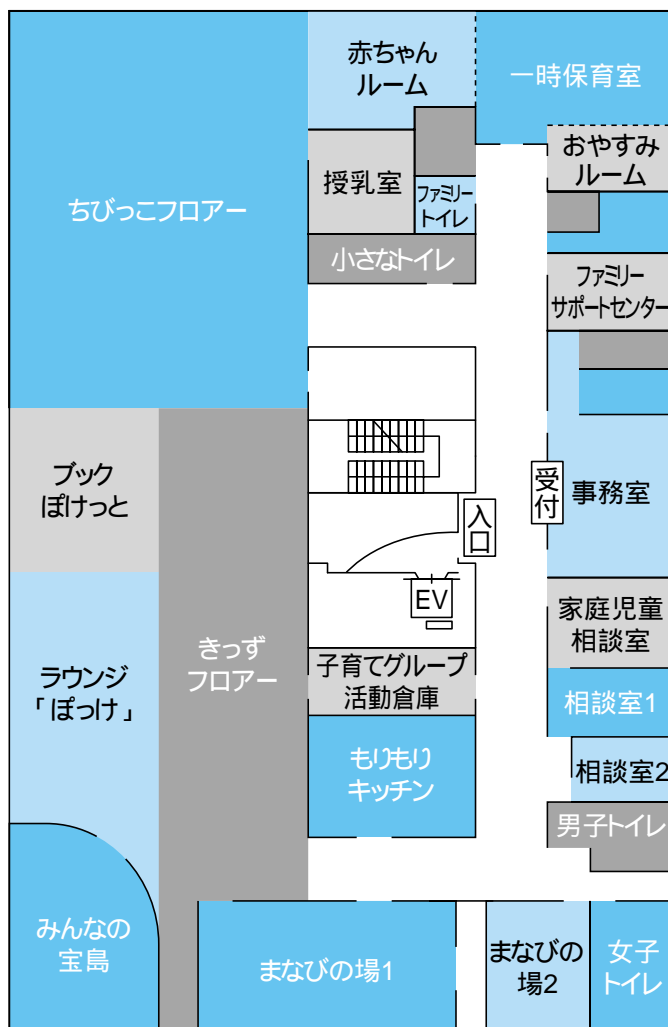 赤ちゃん
ルーム
一時保育室
おやすみ
ルーム
授乳室
ファミリー
トイレ
ちびっこフロアー
小さなトイレ
ファミリー
サポートセンター
ブック
ぽけっと
受付
入口
事務室
EV
家庭児童
相談室
きっず
フロアー
子育てグループ
活動倉庫
ラウンジ
「ぽっけ」
相談室1
もりもり
キッチン
相談室2
男子トイレ
みんなの
宝島
まなびの場1
まなびの
場2
女子
トイレ